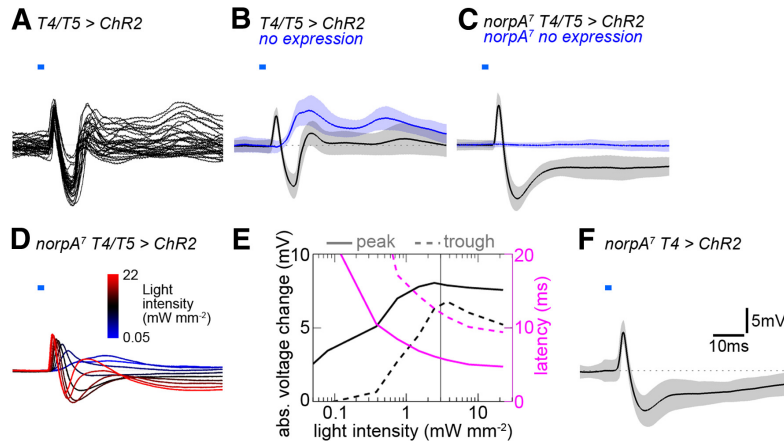 A T4/T5 > ChR2
B T4/T5 > ChR2
no expression
C norpA⁷ T4/T5 > ChR2
norpA⁷ no expression
D norpA⁷ T4/T5 > ChR2
22
Light
intensity
(mW mm⁻²)
0.05
E peak trough
abs. voltage change (mV)
10
5
0
0.1 1 10
light intensity (mW mm⁻²)
20
10
0
latency (ms)
F norpA⁷ T4 > ChR2
5mV
10ms